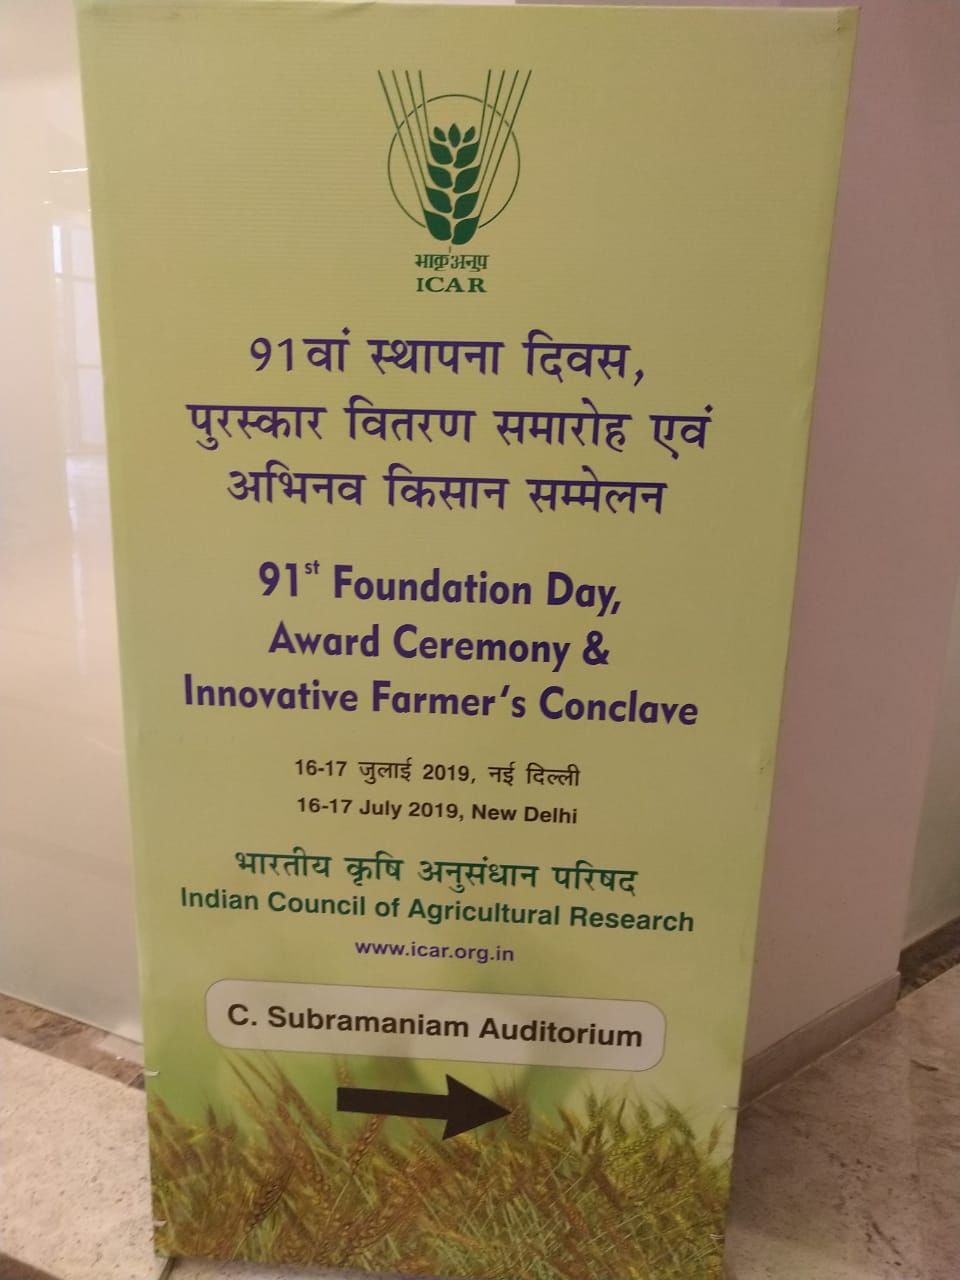 भाकृअनुप
ICAR
91वां स्थापना दिवस,
पुरस्कार वितरण समारोह एवं
अभिनव किसान सम्मेलन
91st Foundation Day,
Award Ceremony &
Innovative Farmer's Conclave
16-17 जुलाई 2019, नई दिल्ली
16-17 July 2019, New Delhi
भारतीय कृषि अनुसंधान परिषद
Indian Council of Agricultural Research
www.icar.org.in
C. Subramaniam Auditorium